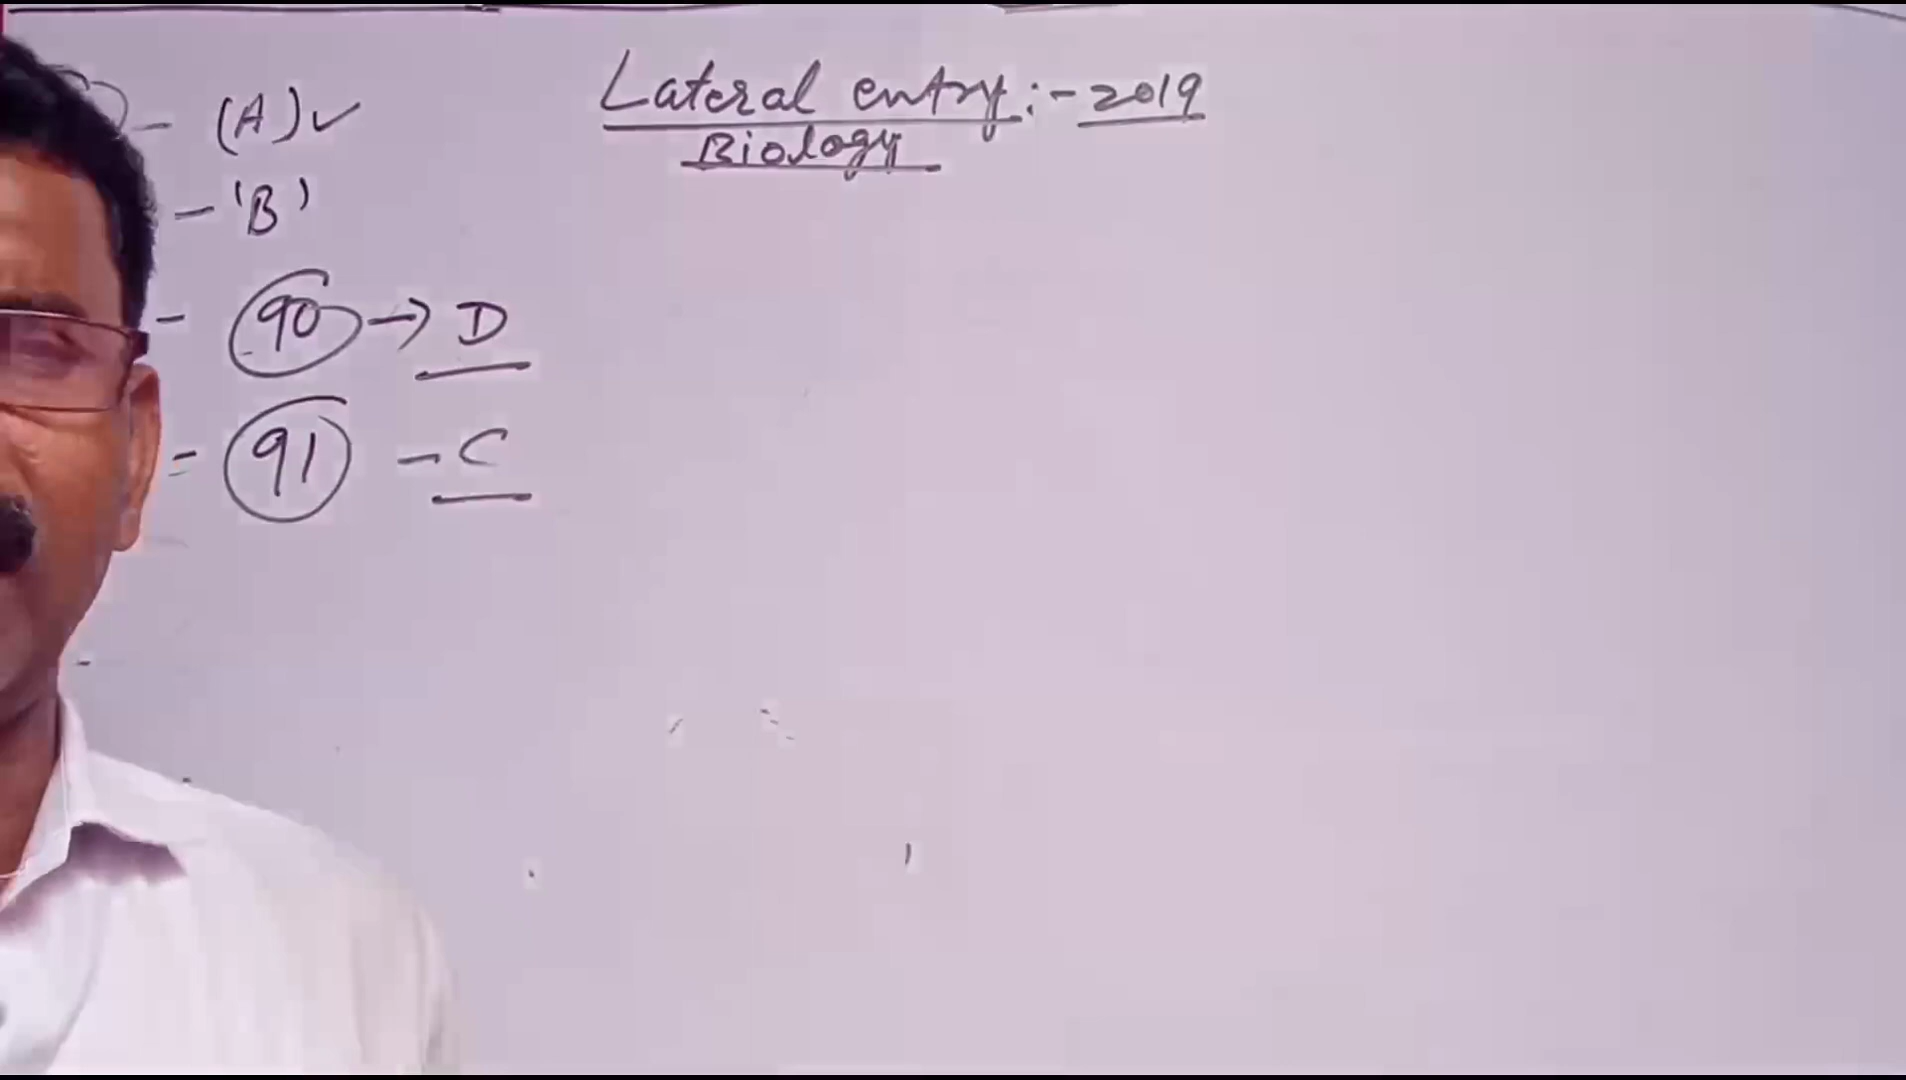 Lateral entry :- 2019
Biology
- (A) ✓
- 'B'
- 90 → D
= 91 - C